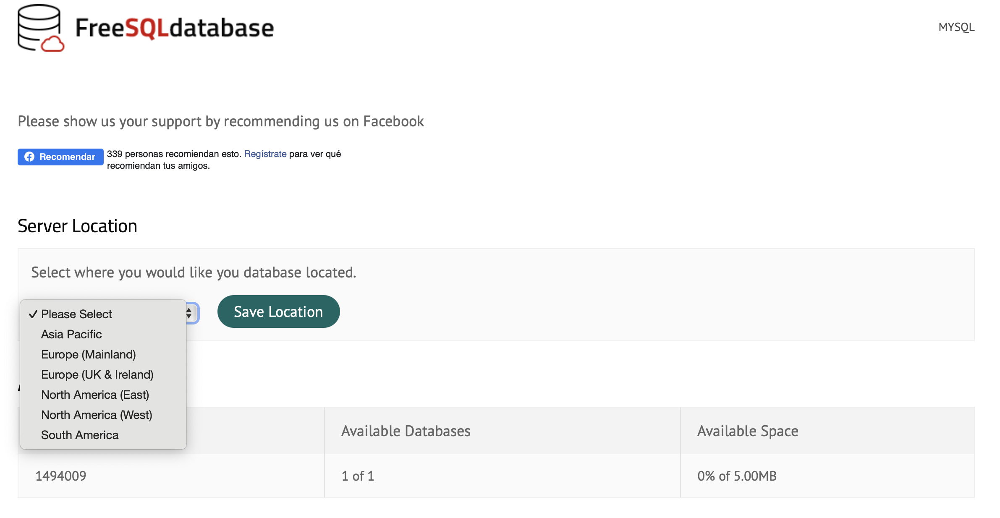 FreeSQLdatabase
MYSQL
Please show us your support by recommending us on Facebook
Recomendar
339 personas recomiendan esto. Regístrate para ver qué
recomiendan tus amigos.
Server Location
Select where you would like you database located.
Please Select
Asia Pacific
Europe (Mainland)
Europe (UK & Ireland)
North America (East)
North America (West)
South America
Save Location
Available Databases
Available Space
1494009
1 of 1
0% of 5.00MB